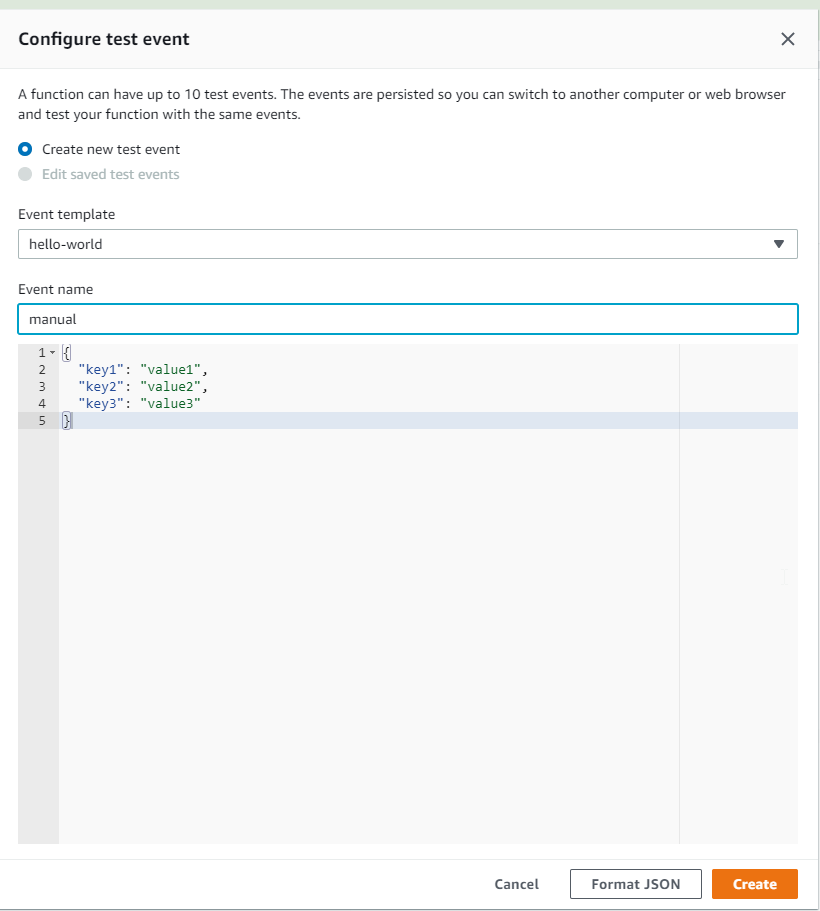 Configure test event
A function can have up to 10 test events. The events are persisted so you can switch to another computer or web browser
and test your function with the same events.
Create new test event
Edit saved test events
Event template
hello-world
Event name
manual
1 {
2 "key1": "value1",
3 "key2": "value2",
4 "key3": "value3"
5 }
Cancel Format JSON Create